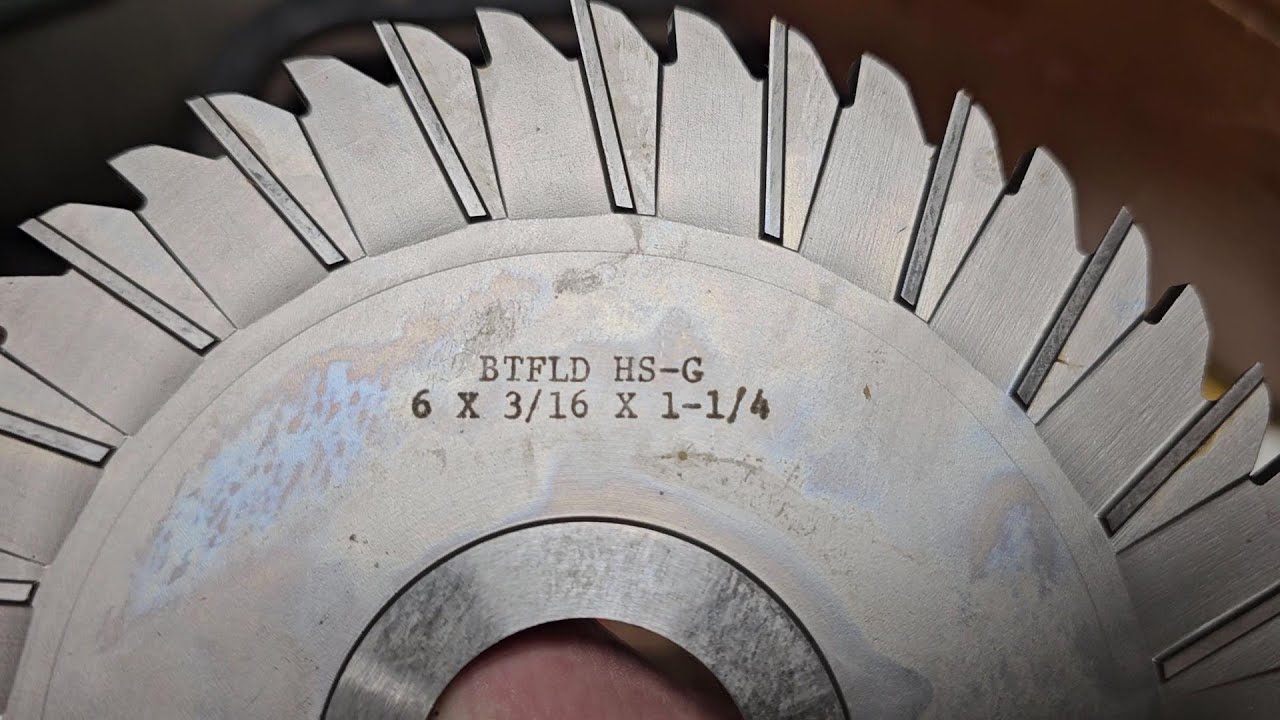 BTFLD HS-G
6 X 3/16 X 1-1/4